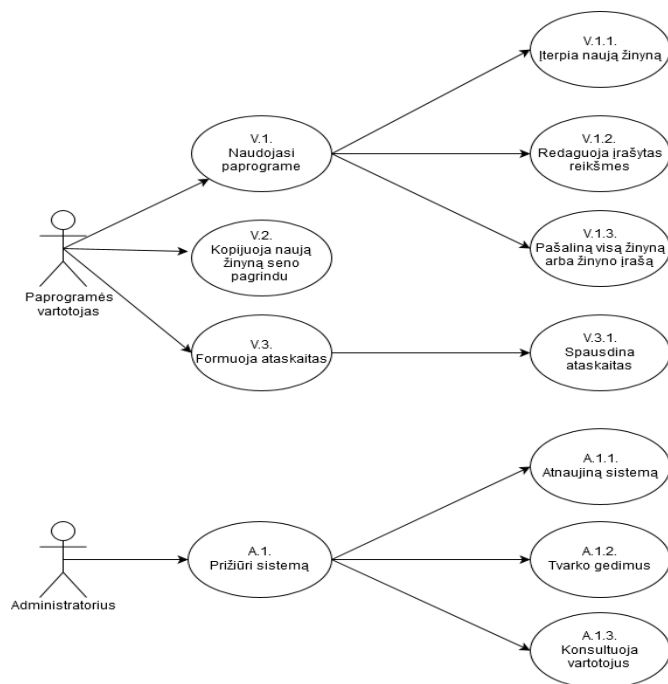 V.1.1.
Įterpia naują žinyną
V.1.
Naudojasi
paprograme
V.1.2.
Redaguoja įrašytas
reikšmes
V.1.3.
Pašaliną visą žinyną
arba žinyno įrašą
V.2.
Kopijuoja naują
žinyną seno
pagrindu
Paprogramės
vartotojas
V.3.
Formuoja ataskaitas
V.3.1.
Spausdina
ataskaitas
A.1.1.
Atnaujiną sistemą
A.1.
Prižiūri sistemą
A.1.2.
Tvarko gedimus
Administratorius
A.1.3.
Konsultuoja
vartotojus